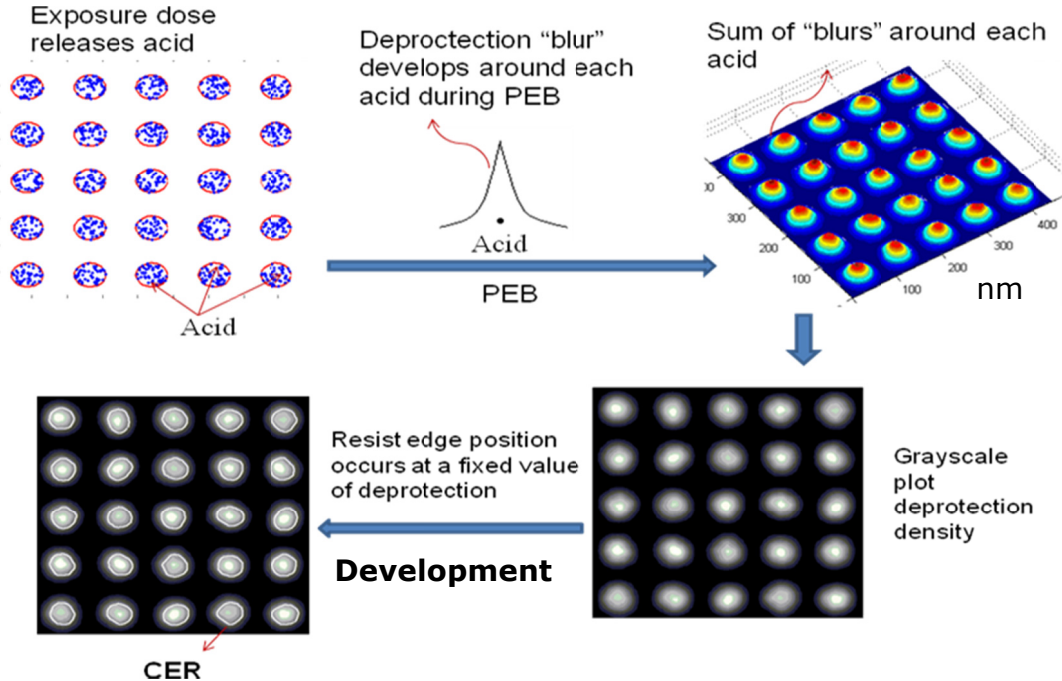 Exposure dose
releases acid
Acid
Deproctection "blur"
develops around each
acid during PEB
Acid
PEB
Sum of "blurs" around each
acid
300
200
100
100
200
300
400
nm
Grayscale
plot
deprotection
density
Resist edge position
occurs at a fixed value
of deprotection
Development
CER